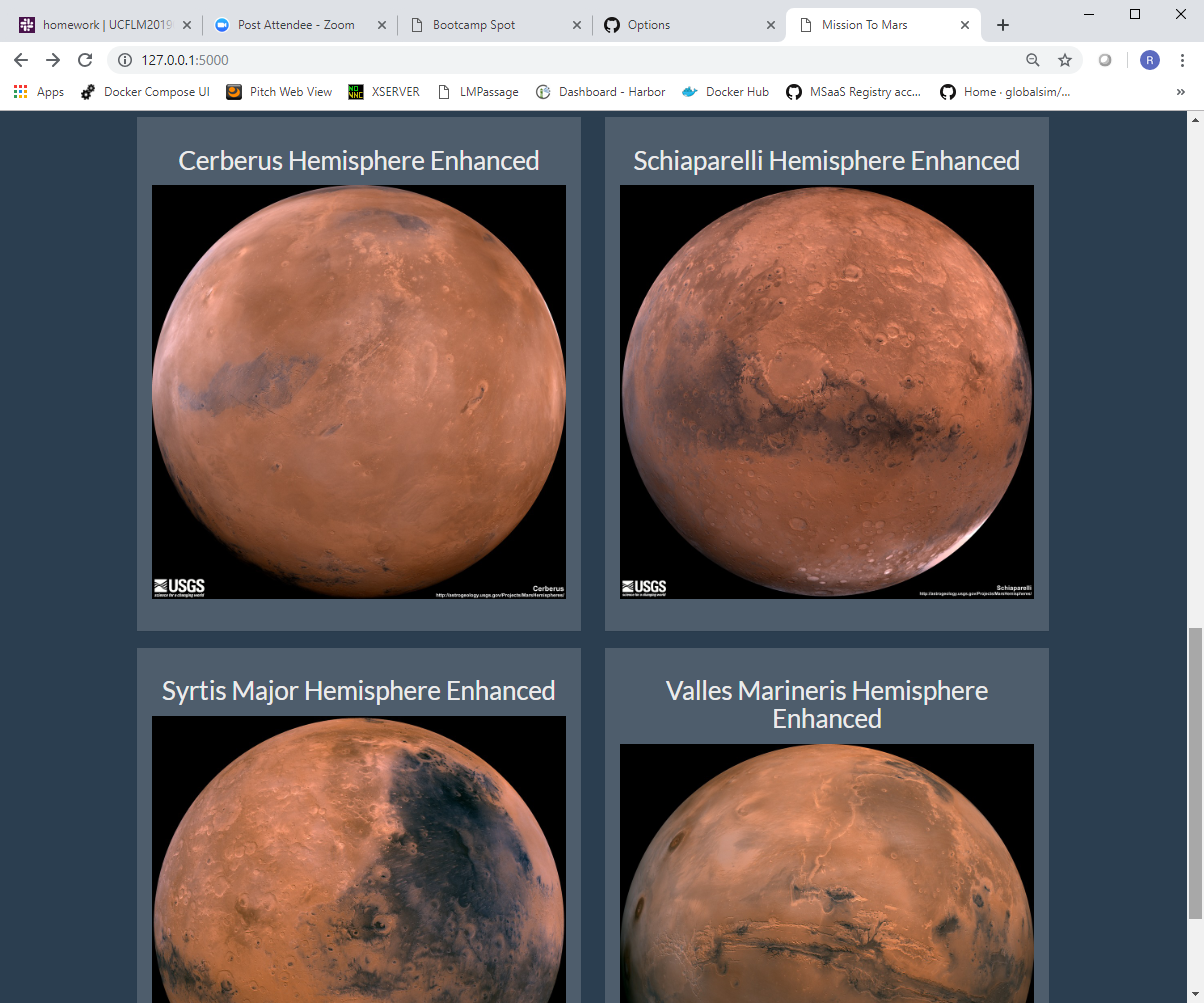 homework | UCFLM2019
Post Attendee - Zoom
Bootcamp Spot
Options
Mission To Mars
127.0.0.1:5000
R
Apps
Docker Compose UI
Pitch Web View
XSERVER
LMPassage
Dashboard - Harbor
Docker Hub
MSaaS Registry acc...
Home · globalsim/...
»
Cerberus Hemisphere Enhanced
Schiaparelli Hemisphere Enhanced
USGS
science for a changing world
Cerberus
http://astrogeology.usgs.gov/Projects/MarsHemispheres/
USGS
science for a changing world
Schiaparelli
http://astrogeology.usgs.gov/Projects/MarsHemispheres/
Syrtis Major Hemisphere Enhanced
Valles Marineris Hemisphere
Enhanced